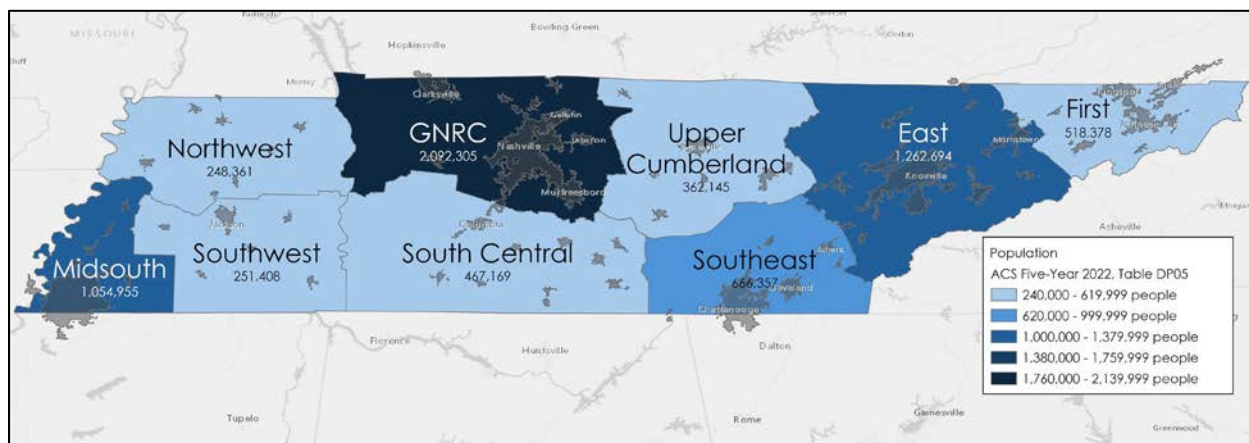 MISSOURI
Bowling Green
Hopkinsville
Corbin
Murray
Clarksville
Gallatin
GNRC
2,092,305
Nashville
Lebanon
Murfreesboro
Northwest
248,361
Upper
Cumberland
362,145
East
1,262,694
Morristown
Knoxville
First
518,378
Jackson
Columbia
Midsouth
1,054,955
Southwest
251,408
South Central
467,169
Southeast
666,357
Athens
Cleveland
Chattanooga
Asheville
Florence
Huntsville
Dalton
Tupelo
Rome
Gainesville
Greenwood
Population
ACS Five-Year 2022, Table DP05
240,000 - 619,999 people
620,000 - 999,999 people
1,000,000 - 1,379,999 people
1,380,000 - 1,759,999 people
1,760,000 - 2,139,999 people